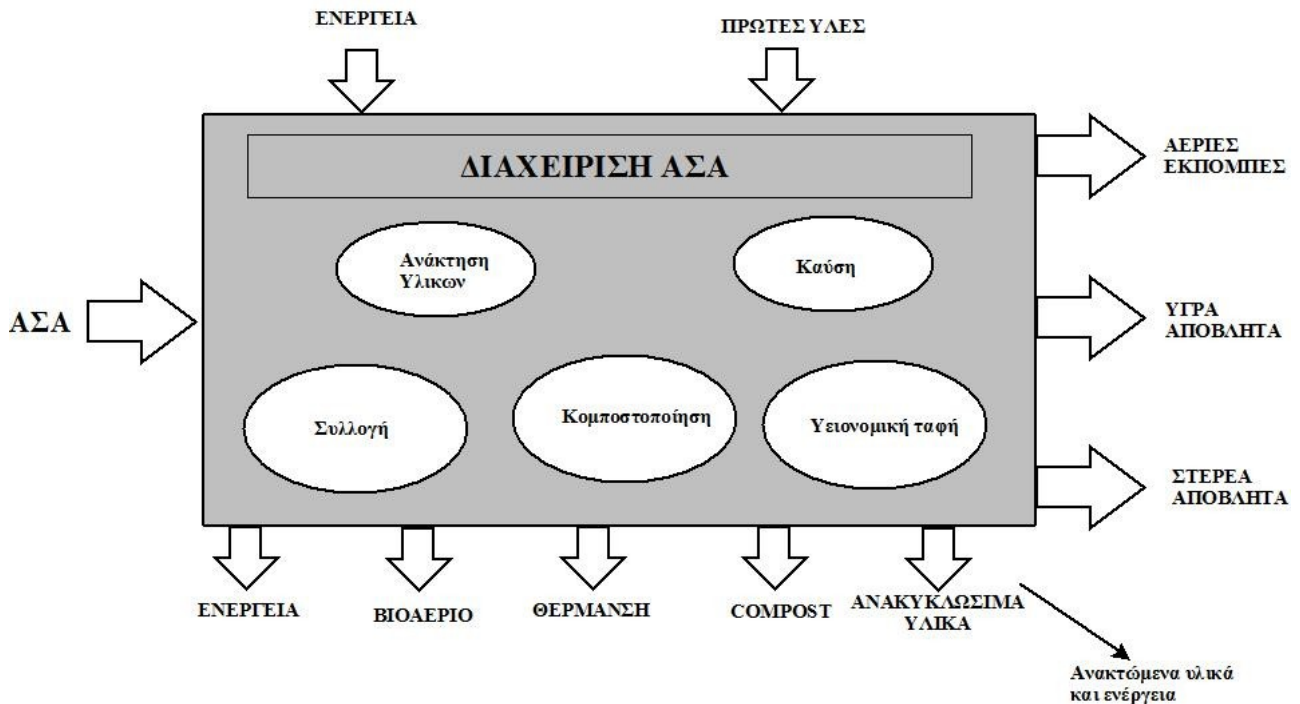 ΕΝΕΡΓΕΙΑ
ΠΡΩΤΕΣ ΥΛΕΣ
ΔΙΑΧΕΙΡΙΣΗ ΑΣΑ
ΑΕΡΙΕΣ
ΕΚΠΟΜΠΕΣ
Ανάκτηση
Υλικων
Καύση
ΑΣΑ
ΥΓΡΑ
ΑΠΟΒΛΗΤΑ
Συλλογή
Κομποστοποίηση
Υειονομική ταφή
ΣΤΕΡΕΑ
ΑΠΟΒΛΗΤΑ
ΕΝΕΡΓΕΙΑ
ΒΙΟΑΕΡΙΟ
ΘΕΡΜΑΝΣΗ
COMPOST
ΑΝΑΚΥΚΛΩΣΙΜΑ
ΥΛΙΚΑ
Ανακτώμενα υλικά
και ενέργεια